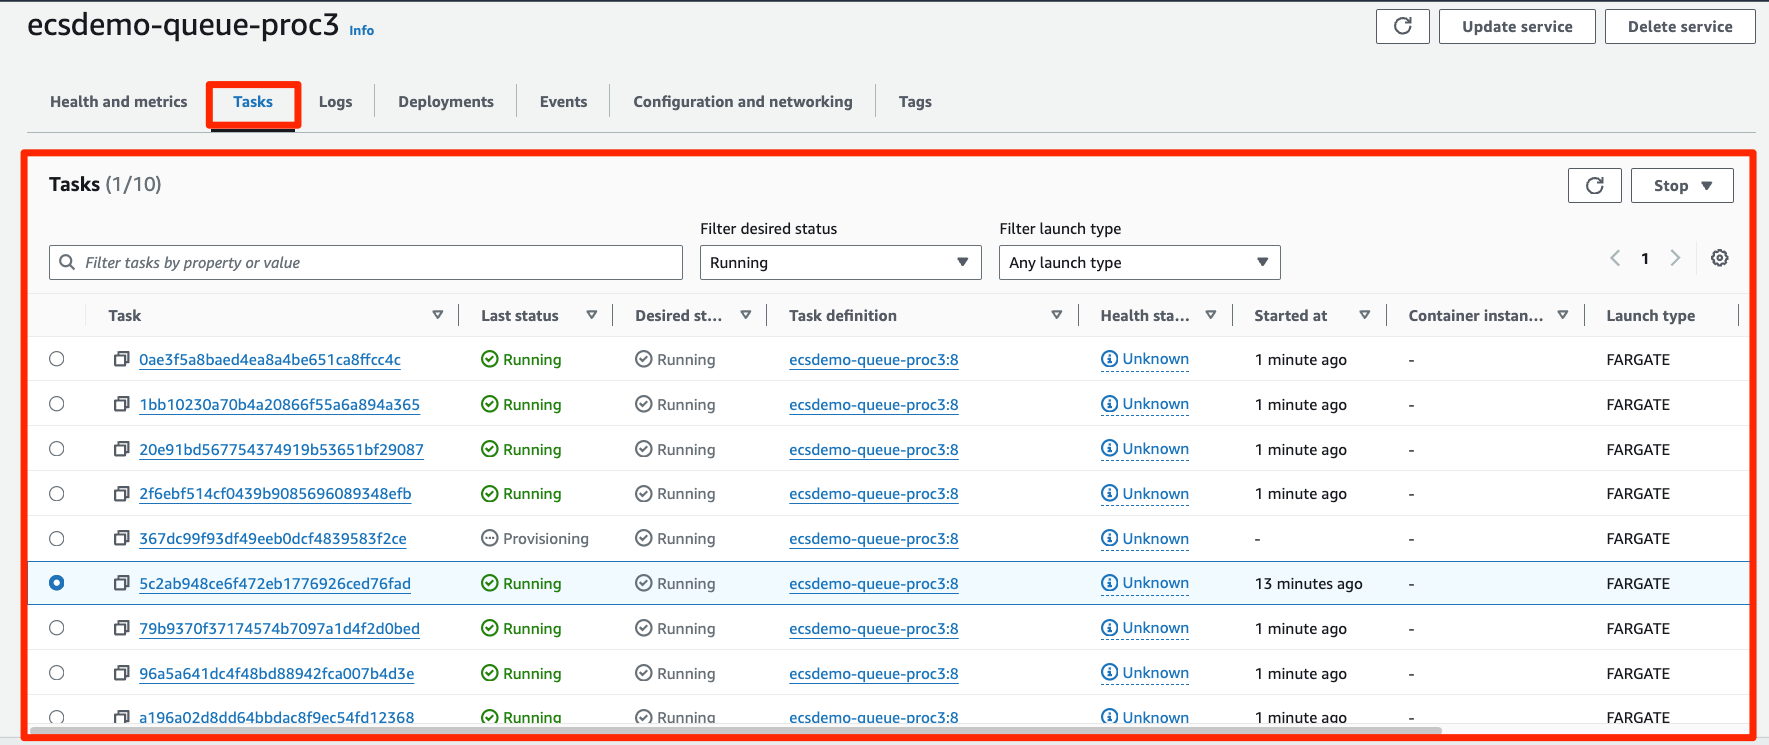 ecsdemo-queue-proc3 Info
Update service
Delete service
Health and metrics Tasks Logs Deployments Events Configuration and networking Tags
Tasks (1/10)
Stop
Filter desired status Filter launch type
Filter tasks by property or value Running Any launch type 1
Task Last status Desired st... Task definition Health sta... Started at Container instan... Launch type
0ae3f5a8baed4ea8a4be651ca8ffcc4c Running Running ecsdemo-queue-proc3:8 Unknown 1 minute ago - FARGATE
1bb10230a70b4a20866f55a6a894a365 Running Running ecsdemo-queue-proc3:8 Unknown 1 minute ago - FARGATE
20e91bd567754374919b53651bf29087 Running Running ecsdemo-queue-proc3:8 Unknown 1 minute ago - FARGATE
2f6ebf514cf0439b9085696089348efb Running Running ecsdemo-queue-proc3:8 Unknown 1 minute ago - FARGATE
367dc99f93df49eeb0dcf4839583f2ce Provisioning Running ecsdemo-queue-proc3:8 Unknown - - FARGATE
5c2ab948ce6f472eb1776926ced76fad Running Running ecsdemo-queue-proc3:8 Unknown 13 minutes ago - FARGATE
79b9370f37174574b7097a1d4f2d0bed Running Running ecsdemo-queue-proc3:8 Unknown 1 minute ago - FARGATE
96a5a641dc4f48bd88942fca007b4d3e Running Running ecsdemo-queue-proc3:8 Unknown 1 minute ago - FARGATE
a196a02d8dd64bbdac8f9ec54fd12368 Running Running ecsdemo-queue-proc3:8 Unknown 1 minute ago - FARGATE